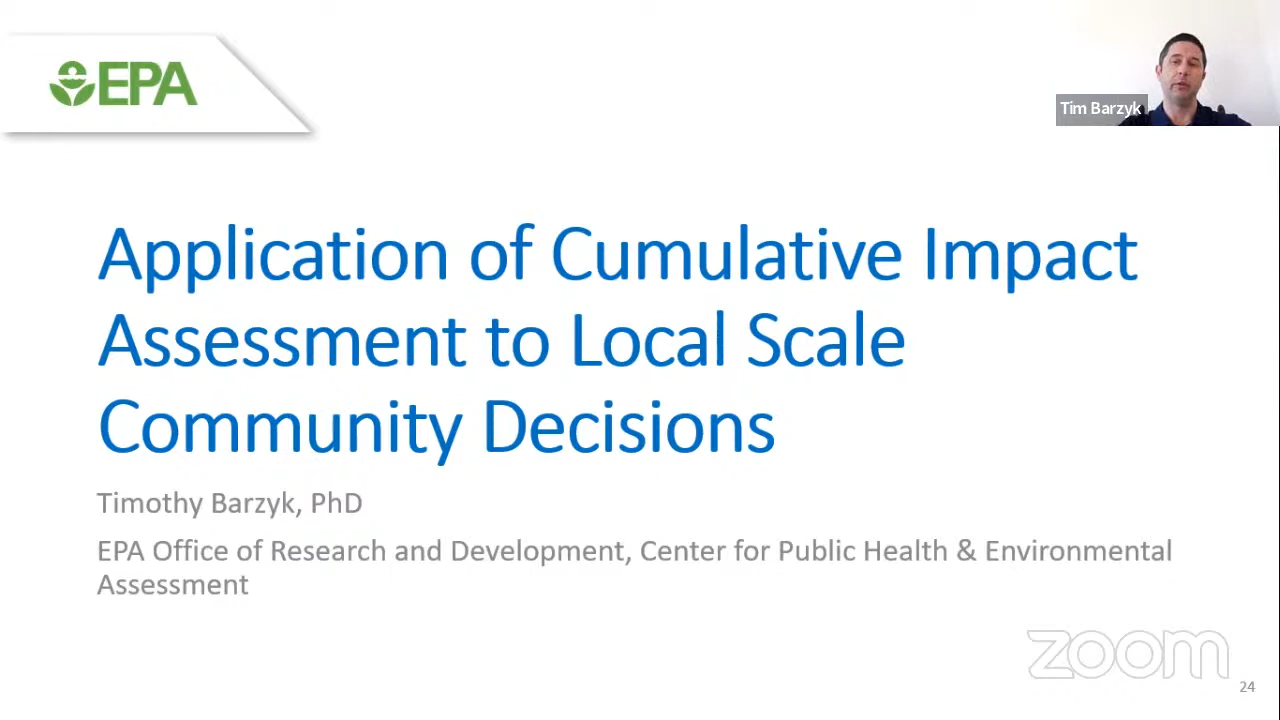 EPA
Tim Barzyk
Application of Cumulative Impact
Assessment to Local Scale
Community Decisions
Timothy Barzyk, PhD
EPA Office of Research and Development, Center for Public Health & Environmental
Assessment
zoom
24